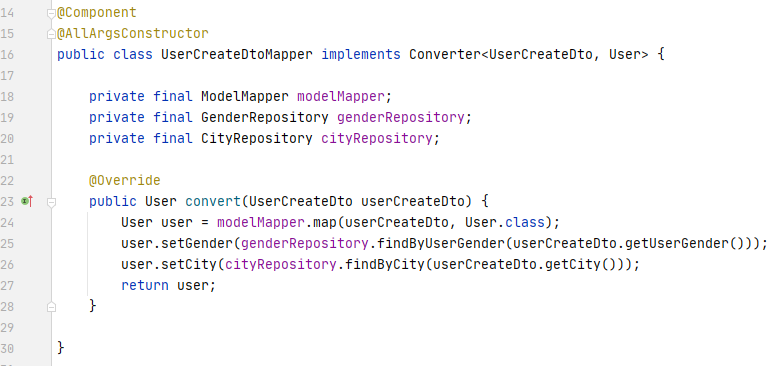 14 @Component
15 @AllArgsConstructor
16 public class UserCreateDtoMapper implements Converter<UserCreateDto, User> {
17
18     private final ModelMapper modelMapper;
19     private final GenderRepository genderRepository;
20     private final CityRepository cityRepository;
21
22     @Override
23     public User convert(UserCreateDto userCreateDto) {
24         User user = modelMapper.map(userCreateDto, User.class);
25         user.setGender(genderRepository.findByUserGender(userCreateDto.getUserGender()));
26         user.setCity(cityRepository.findByCity(userCreateDto.getCity()));
27         return user;
28     }
29
30 }